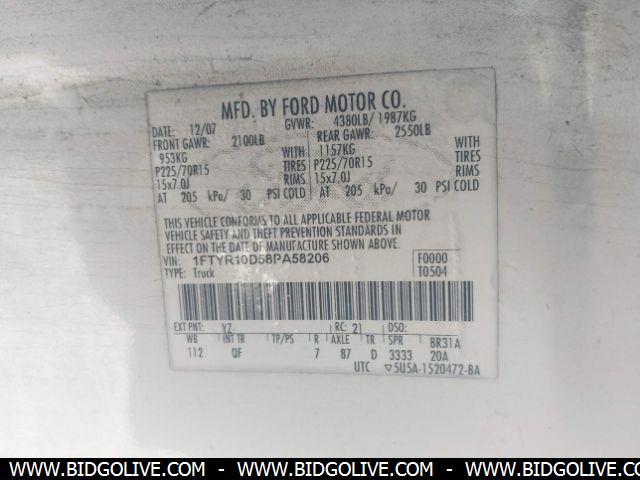 MFD. BY FORD MOTOR CO.
DATE: 12/07 GVWR: 4380LB/ 1987KG
FRONT GAWR: 2100LB REAR GAWR: 2550LB
953KG WITH 1157KG WITH
P225/70R15 TIRES P225/70R15 TIRES
15x7.0J RIMS 15x7.0J RIMS
AT 205 kPa/ 30 PSI COLD AT 205 kPa/ 30 PSI COLD
THIS VEHICLE CONFORMS TO ALL APPLICABLE FEDERAL MOTOR
VEHICLE SAFETY AND THEFT PREVENTION STANDARDS
IN EFFECT ON THE DATE OF MANUFACTURE SHOWN ABOVE.
VIN: 1FTYR10D58PA58206 F0000
TYPE: Truck T0504
EXT PNT: YZ RC: 21 DSO:
WB INT TR TP/PS R AXLE TR SPR 8R31A
112 QF 7 87 D 3333 20A
UTC ▽5U5A-1520472-BA
WWW.BIDGOLIVE.COM - WWW.BIDGOLIVE.COM - WWW.BIDGOLIVE.COM